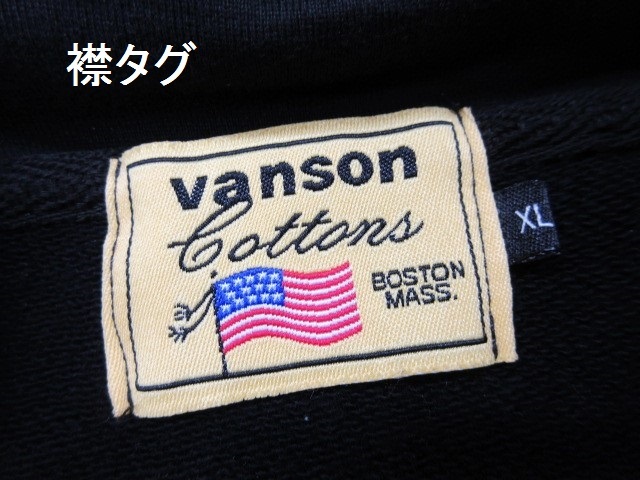 襟タグ
vanson
Cottons
BOSTON
MASS.
XL